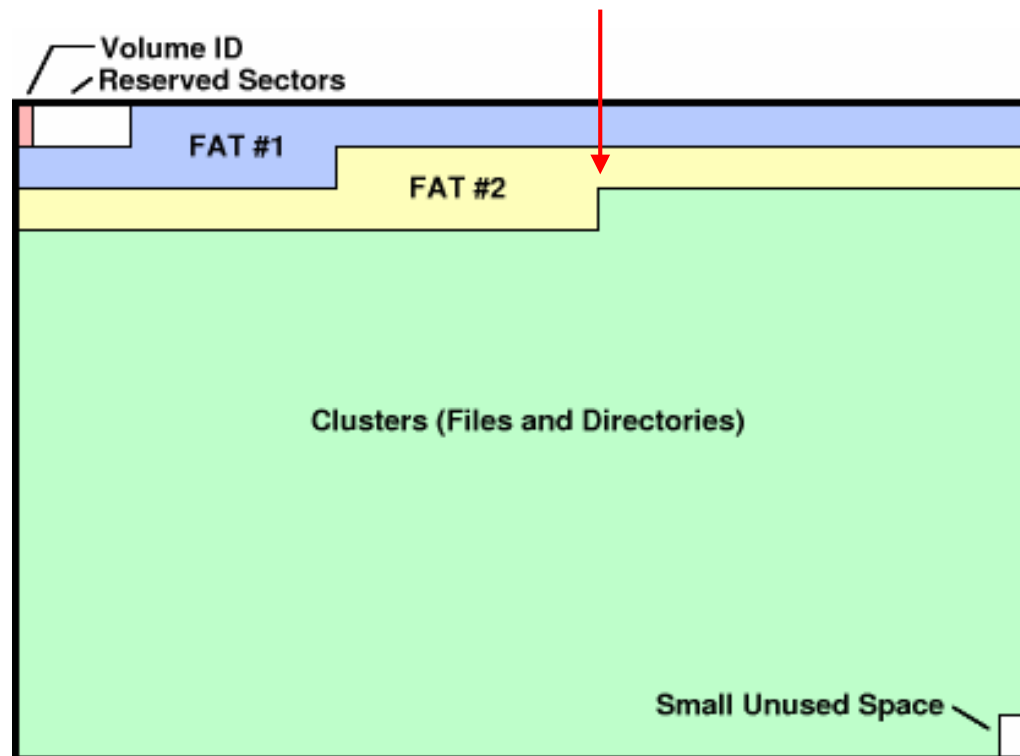 Volume ID
Reserved Sectors
FAT #1
FAT #2
Clusters (Files and Directories)
Small Unused Space